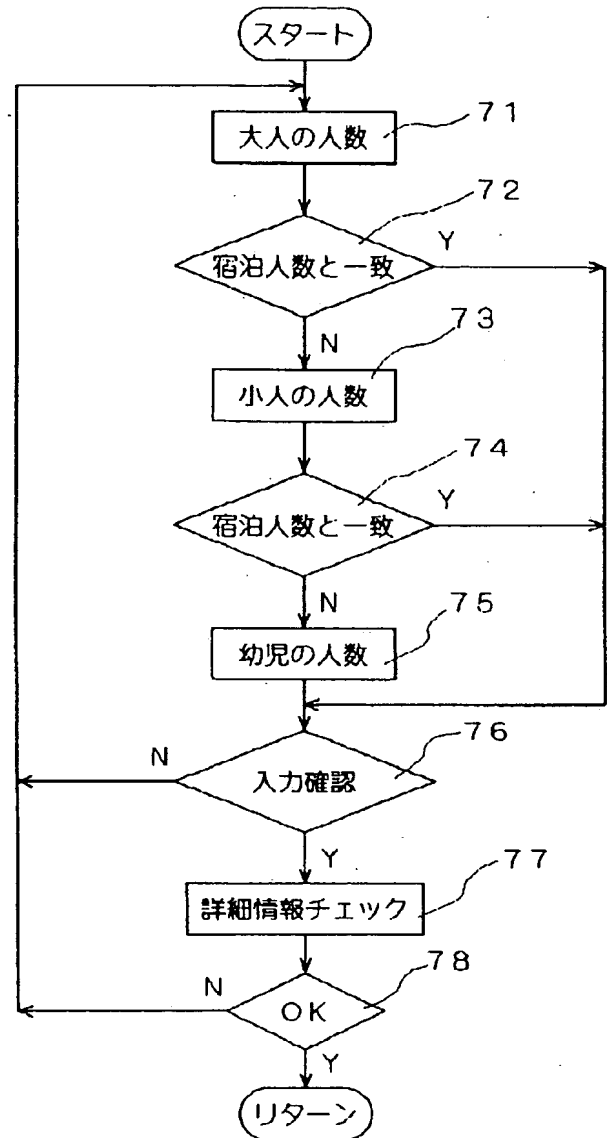 スタート
71
大人の人数
72
宿泊人数と一致
Y
N
73
小人の人数
74
宿泊人数と一致
Y
N
75
幼児の人数
76
N
入力確認
Y
77
詳細情報チェック
78
N
OK
Y
リターン